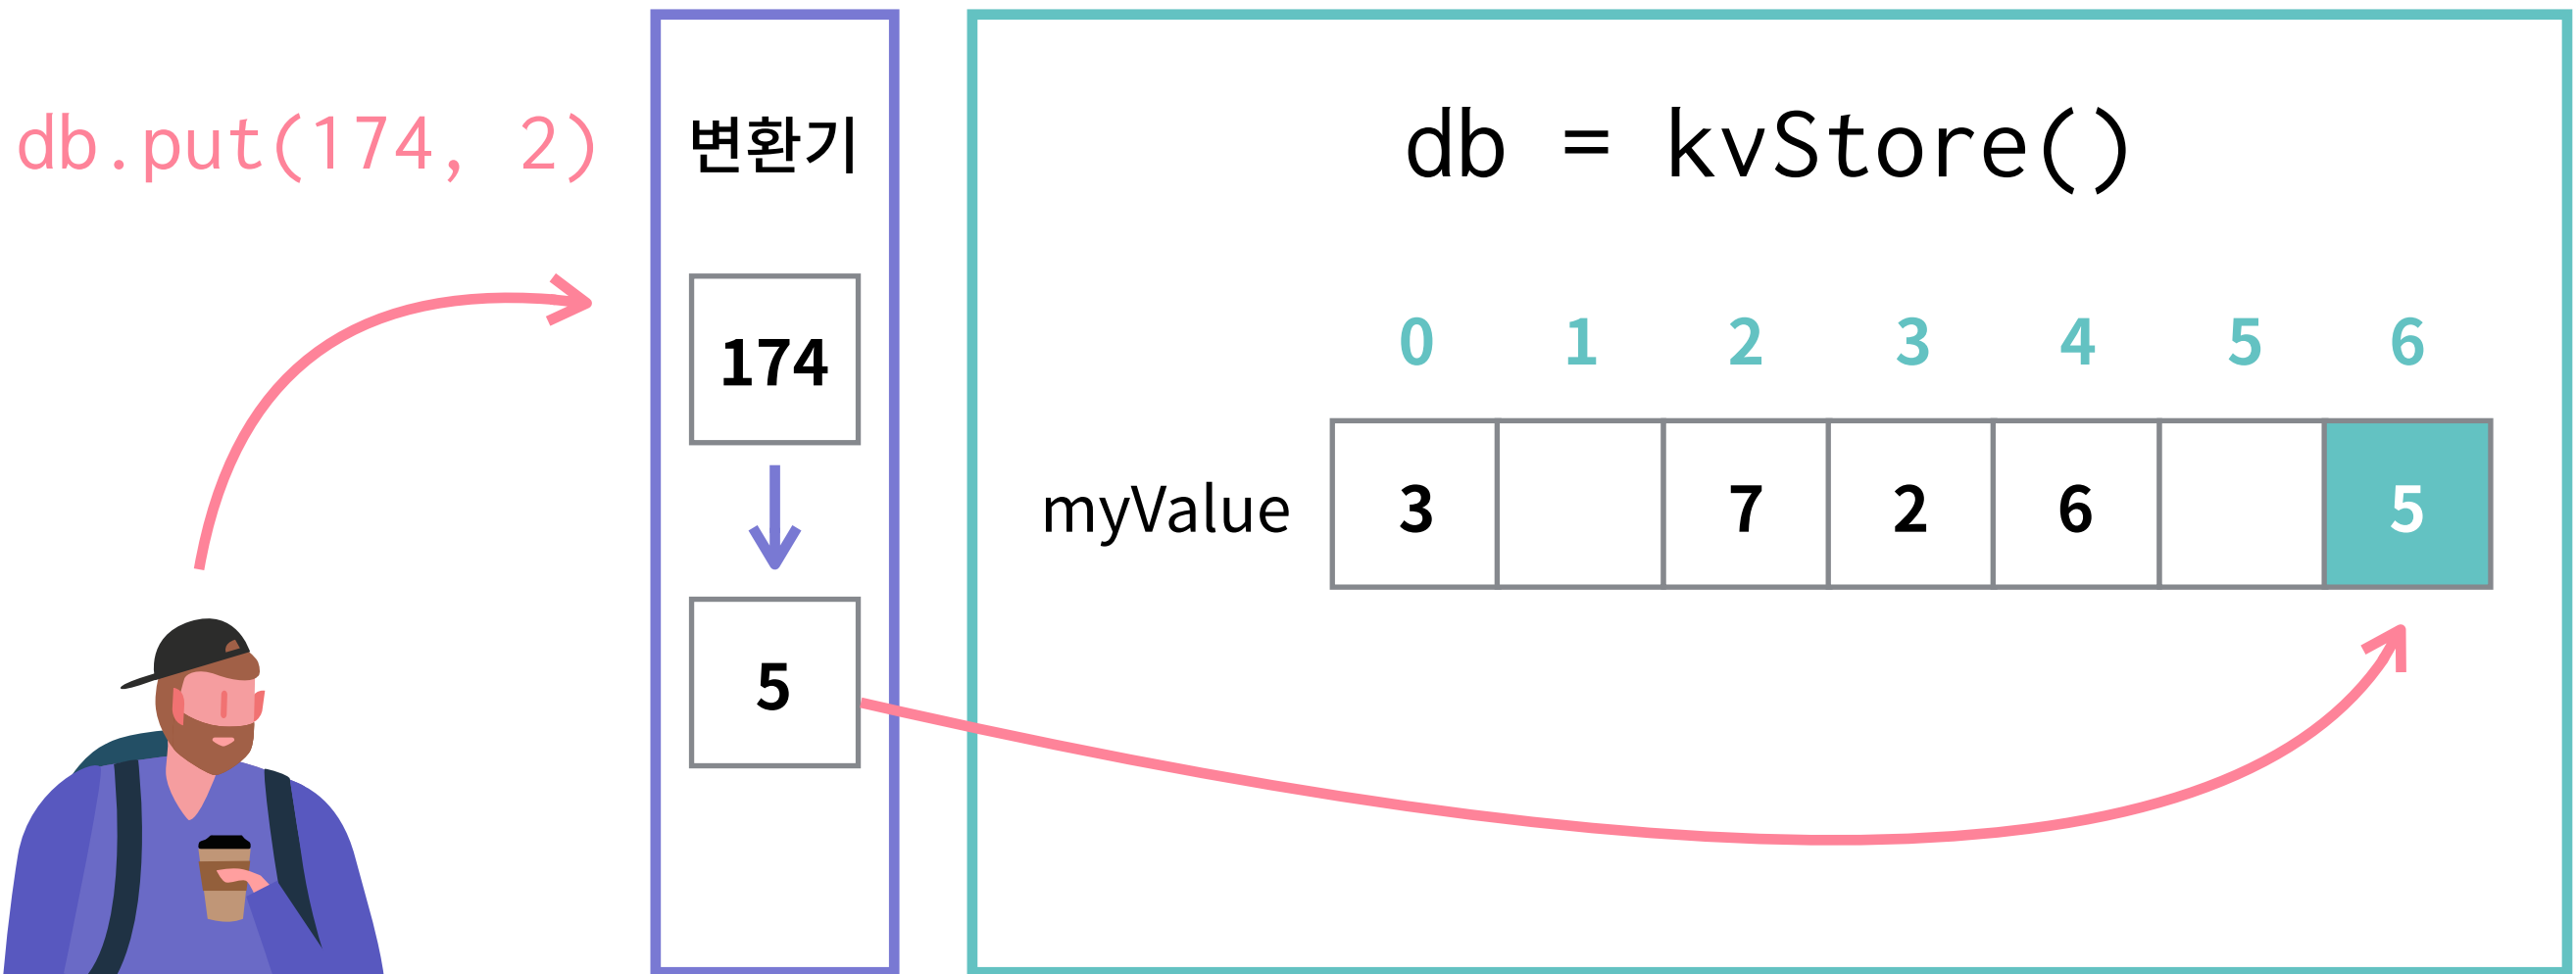 db.put(174, 2)
변환기
174
5
db = kvStore()
0 1 2 3 4 5 6
myValue 3 7 2 6 5